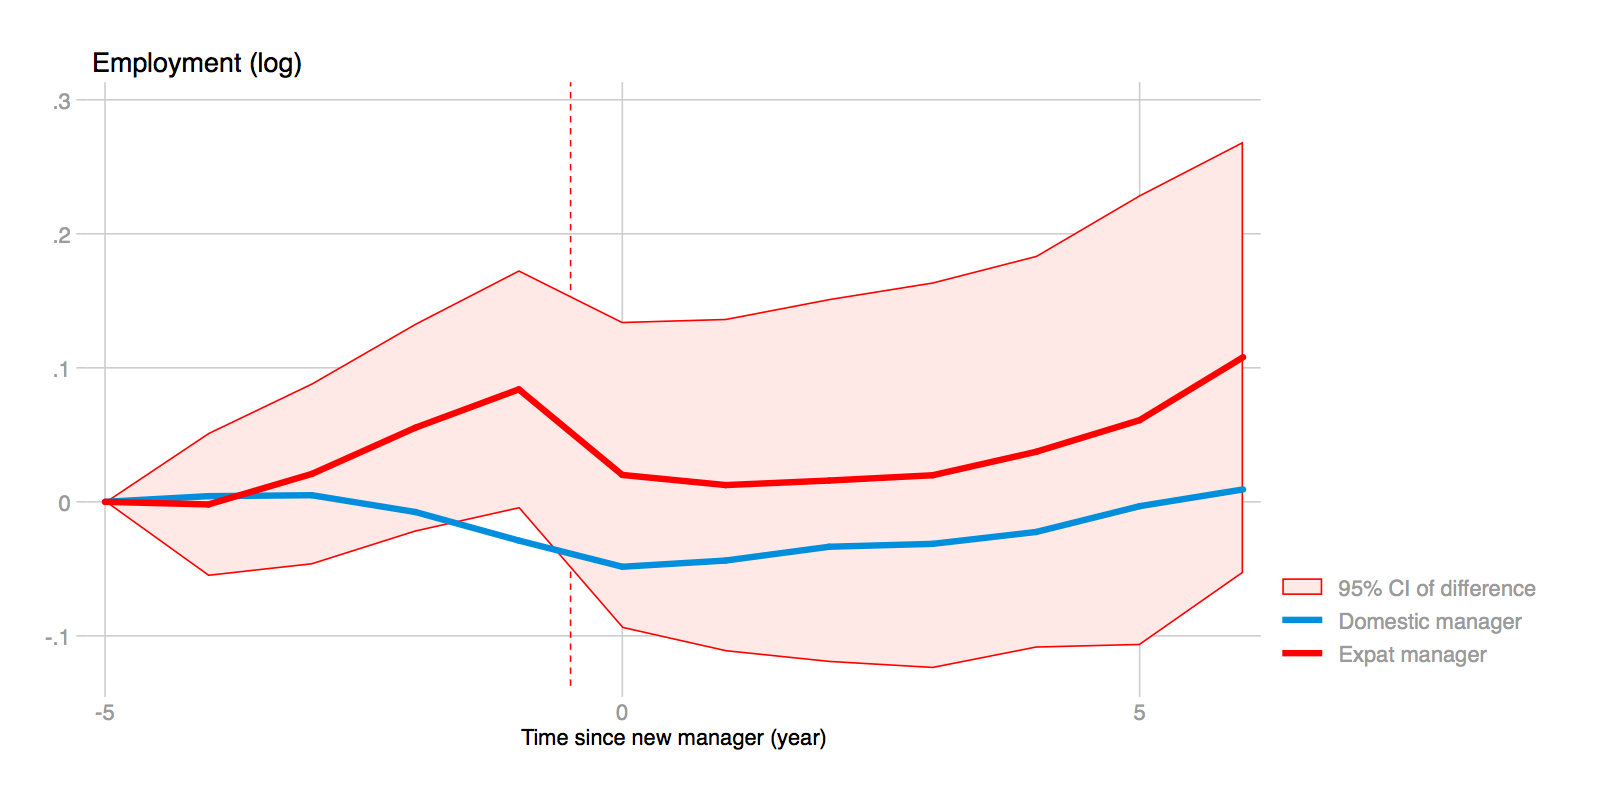 Employment (log)
.3
.2
.1
0
-.1
-5
0
5
Time since new manager (year)
95% CI of difference
Domestic manager
Expat manager